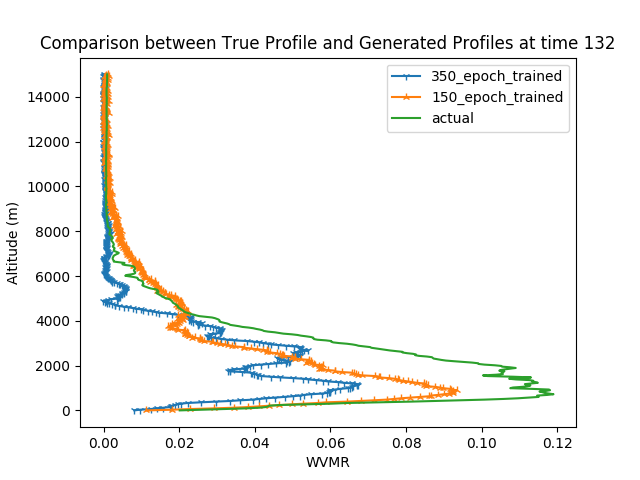 Comparison between True Profile and Generated Profiles at time 132
350_epoch_trained
150_epoch_trained
actual
Altitude (m)
14000
12000
10000
8000
6000
4000
2000
0
0.00 0.02 0.04 0.06 0.08 0.10 0.12
WVMR